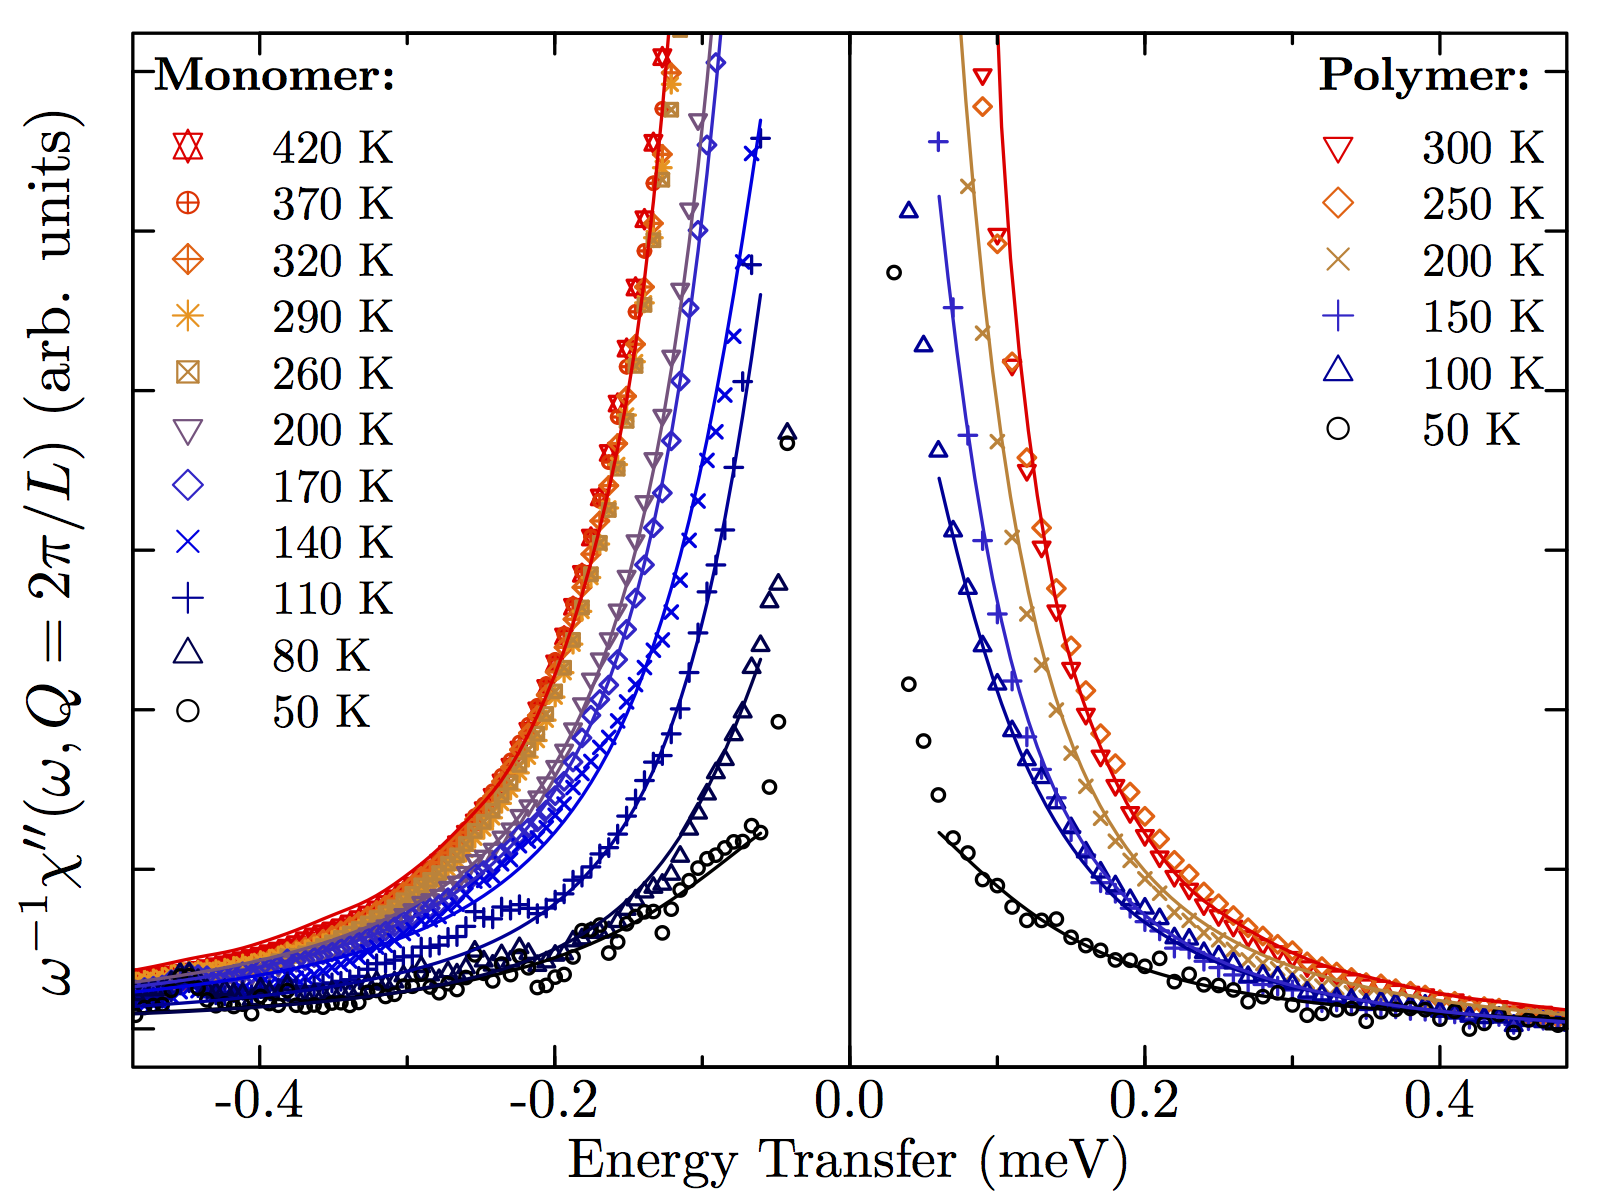 Monomer:
420 K
370 K
320 K
290 K
260 K
200 K
170 K
140 K
110 K
80 K
50 K
Polymer:
300 K
250 K
200 K
150 K
100 K
50 K
ω⁻¹χ″(ω, Q = 2π/L) (arb. units)
-0.4 -0.2 0.0 0.2 0.4
Energy Transfer (meV)